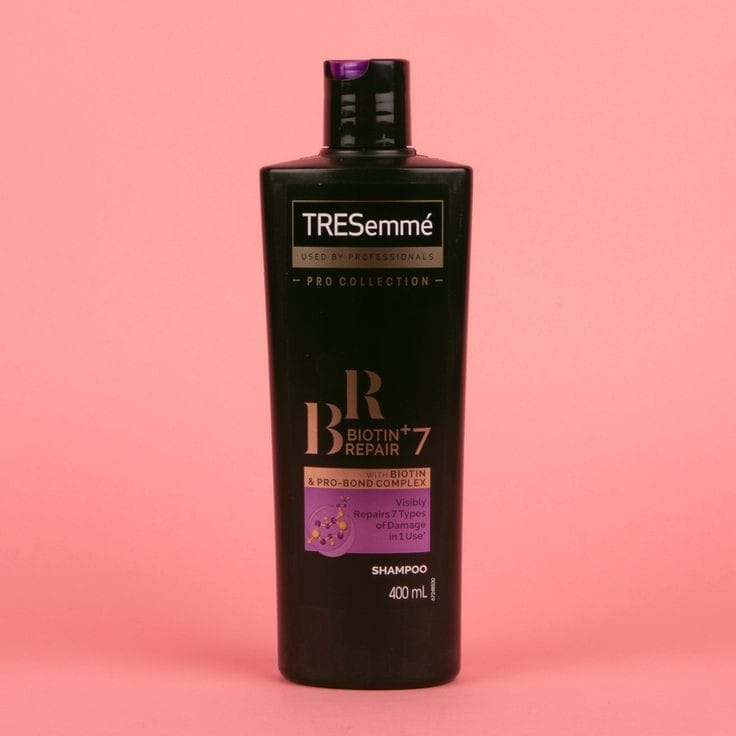 TRESemmé
USED BY PROFESSIONALS
– PRO COLLECTION –
BR
BIOTIN+7
REPAIR
WITH BIOTIN
& PRO-BOND COMPLEX
Visibly
Repairs 7 Types
of Damage
in 1 Use*
SHAMPOO
400 mL